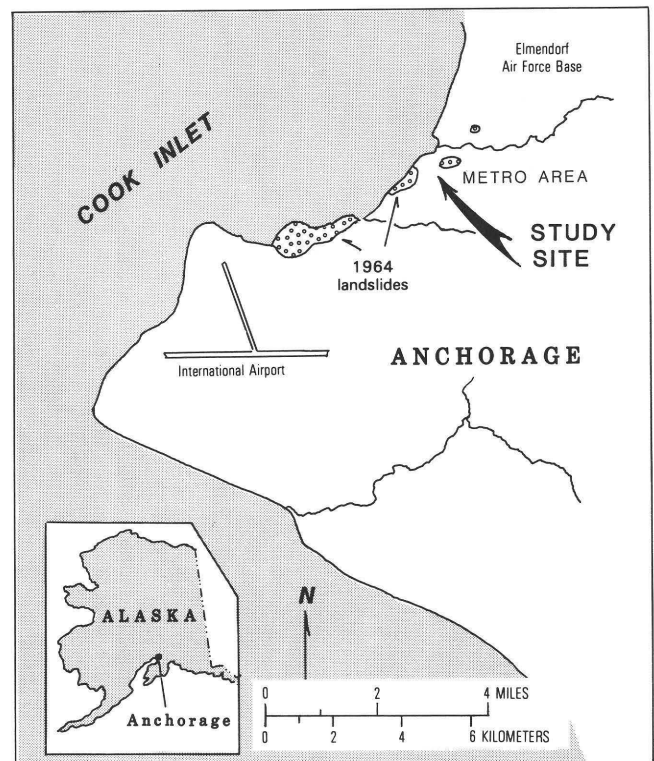 Elmendorf
Air Force Base
COOK INLET
METRO AREA
STUDY
SITE
1964
landslides
ANCHORAGE
International Airport
ALASKA
Anchorage
N
0 2 4 MILES
0 2 4 6 KILOMETERS